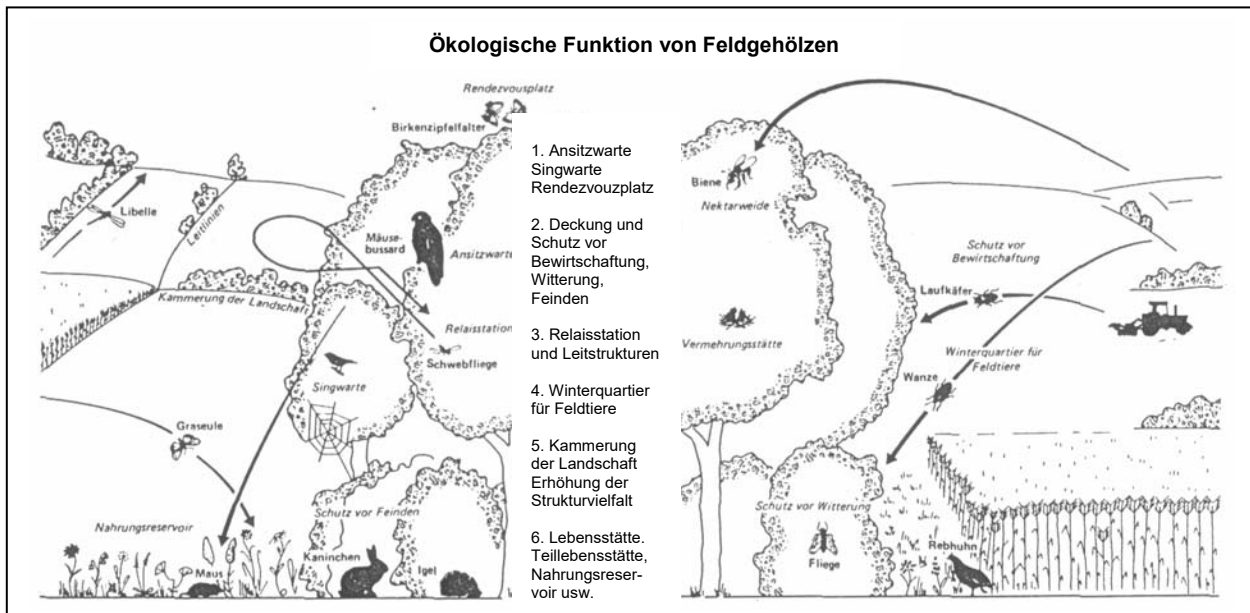 Ökologische Funktion von Feldgehölzen
Rendezvousplatz
Birkenzipfelfalter
Libelle
Leitlinien
Mäuse-
bussard
Ansitzwarte
Kammerung der Landschaft
Relaisstation
Schwebfliege
Singwarte
Graseule
Nahrungsreservoir
Schutz vor Feinden
Maus
Kaninchen
Igel
1. Ansitzwarte
Singwarte
Rendezvouzplatz
2. Deckung und
Schutz vor
Bewirtschaftung,
Witterung,
Feinden
3. Relaisstation
und Leitstrukturen
4. Winterquartier
für Feldtiere
5. Kammerung
der Landschaft
Erhöhung der
Strukturvielfalt
6. Lebensstätte.
Teillebensstätte,
Nahrungsreser-
voir usw.
Biene
Nektarweide
Schutz vor
Bewirtschaftung
Laufkäfer
Vermehrungsstätte
Winterquartier für
Feldtiere
Wanze
Schutz vor Witterung
Fliege
Rebhuhn